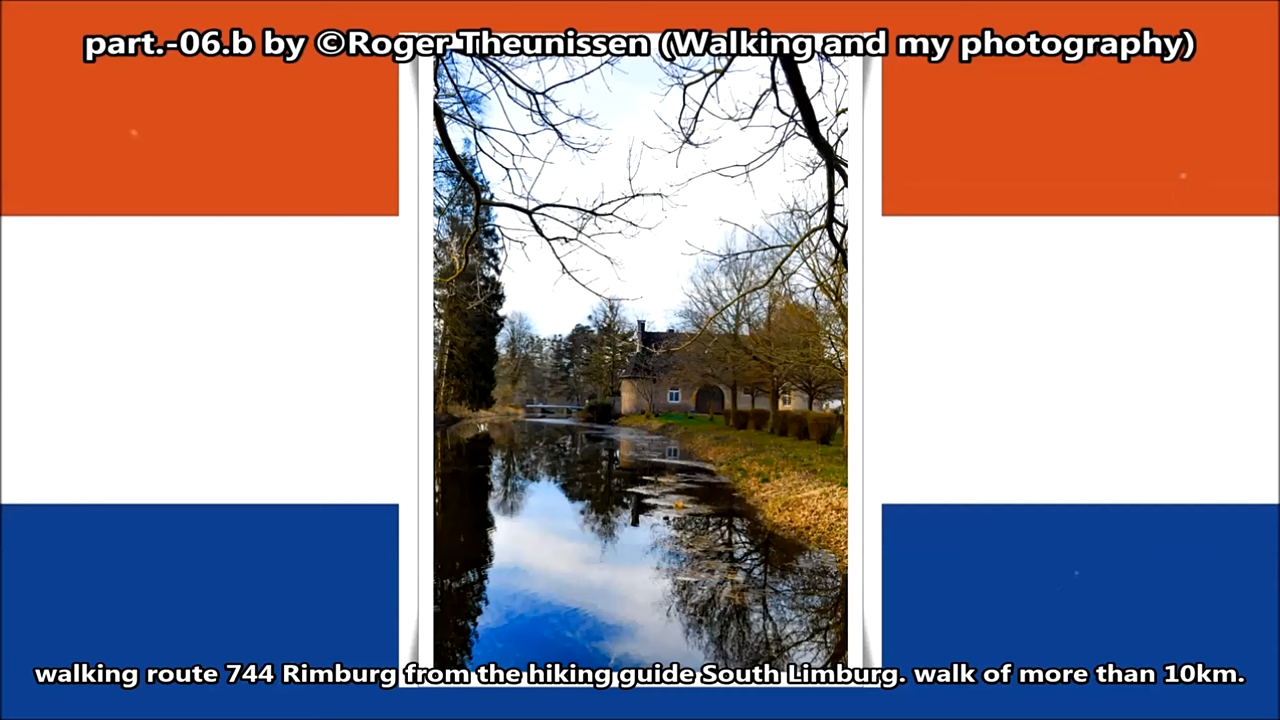 part.-06.b by ©Roger Theunissen (Walking and my photography)
walking route 744 Rimburg from the hiking guide South Limburg. walk of more than 10km.